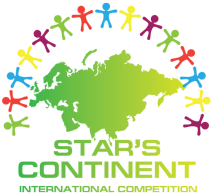 STAR'S
CONTINENT
INTERNATIONAL COMPETITION